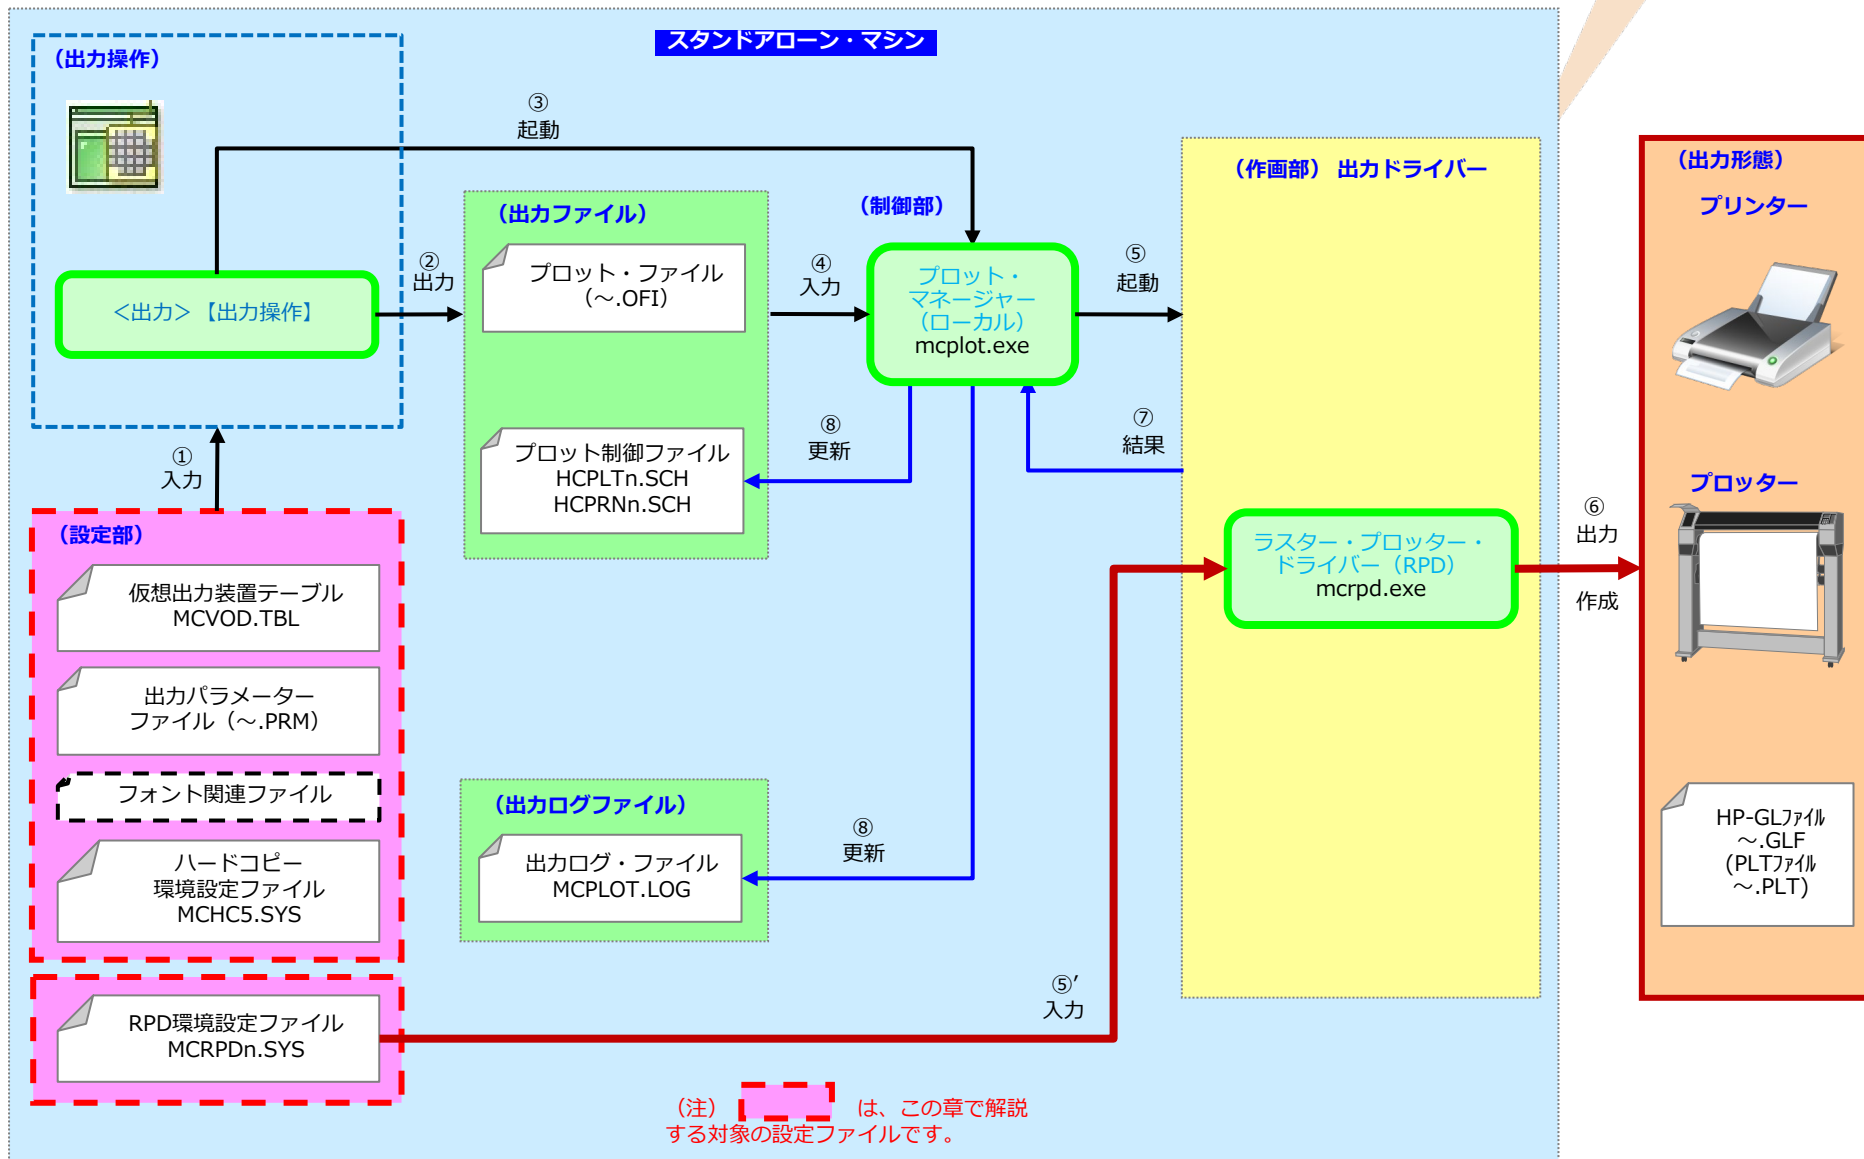 スタンドアローン・マシン
（出力操作）
③
起動
＜出力＞【出力操作】
②
出力
①
入力
（出力ファイル）
プロット・ファイル
（～.OFI）
プロット制御ファイル
HCPLTn.SCH
HCPRNn.SCH
④
入力
（制御部）
プロット・
マネージャー
（ローカル）
mcplot.exe
⑤
起動
⑧
更新
⑦
結果
（作画部） 出力ドライバー
ラスター・プロッター・
ドライバー（RPD）
mcrpd.exe
⑥
出力
作成
（出力形態）
プリンター
プロッター
HP-GLﾌｧｲﾙ
～.GLF
(PLTﾌｧｲﾙ
～.PLT)
（設定部）
仮想出力装置テーブル
MCVOD.TBL
出力パラメーター
ファイル（～.PRM）
フォント関連ファイル
ハードコピー
環境設定ファイル
MCHC5.SYS
（出力ログファイル）
出力ログ・ファイル
MCPLOT.LOG
⑧
更新
RPD環境設定ファイル
MCRPDn.SYS
⑤’
入力
（注） は、この章で解説
する対象の設定ファイルです。